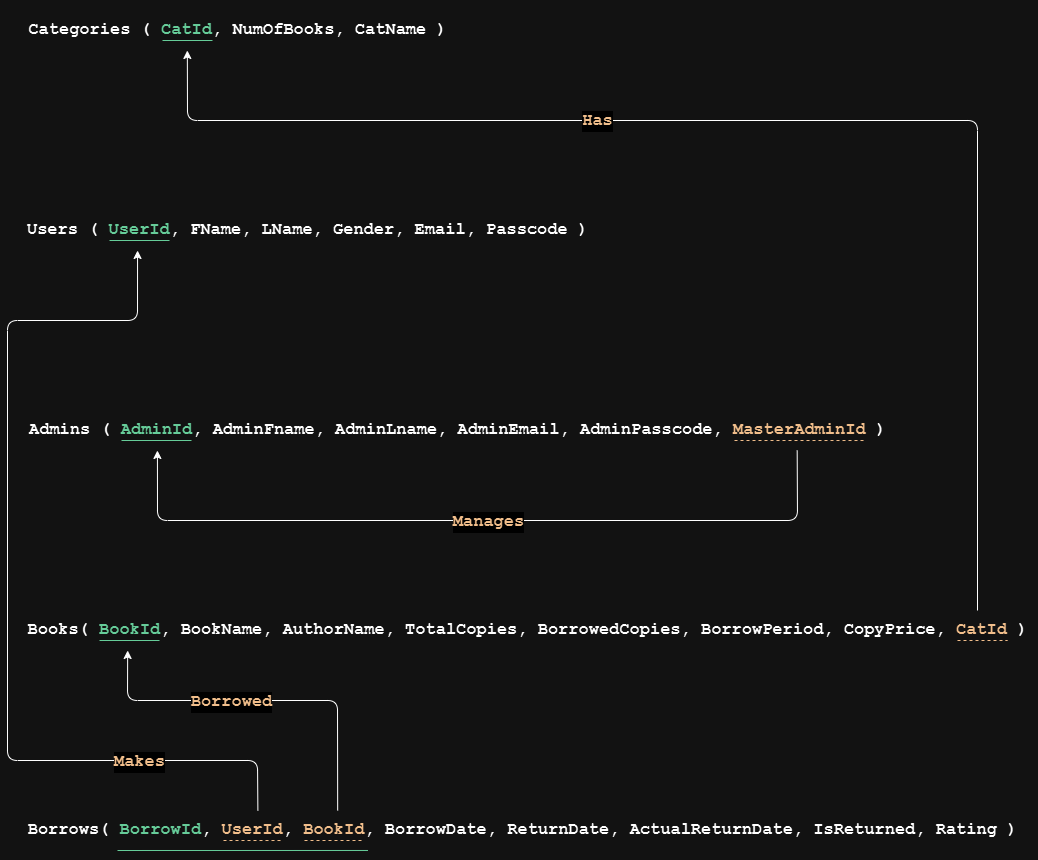 Categories ( CatId, NumOfBooks, CatName )
Has
Users ( UserId, FName, LName, Gender, Email, Passcode )
Admins ( AdminId, AdminFname, AdminLname, AdminEmail, AdminPasscode, MasterAdminId )
Manages
Books( BookId, BookName, AuthorName, TotalCopies, BorrowedCopies, BorrowPeriod, CopyPrice, CatId )
Borrowed
Makes
Borrows( BorrowId, UserId, BookId, BorrowDate, ReturnDate, ActualReturnDate, IsReturned, Rating )